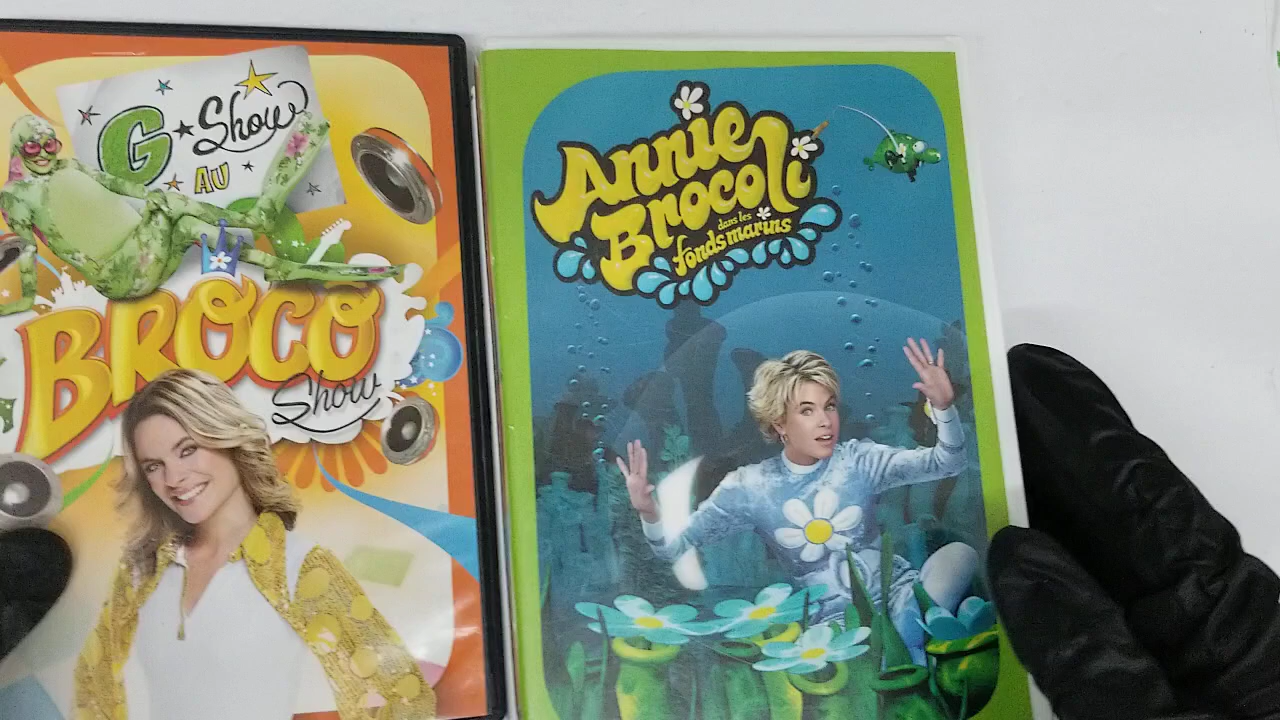 G★Show
AU
BROCO
Show
Annie
Brocoli
dans les
fonds marins